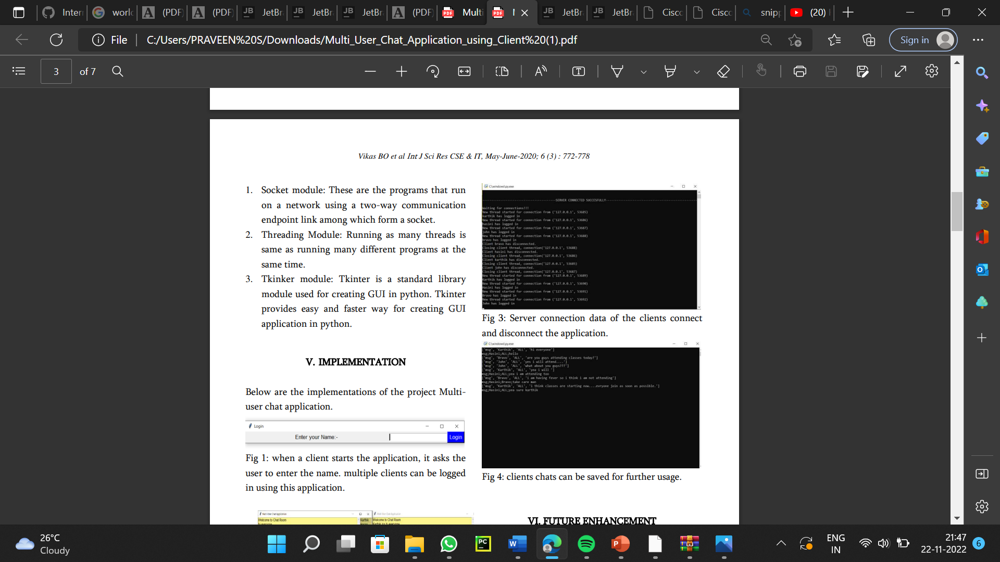 Inter
worlc
(PDF)
(PDF)
JB JetBr
JB JetBr
JB JetBr
(PDF)
PDF Multi
PDF
JB JetBr
JB JetBr
Cisco
Cisco
snipp
(20)
File
C:/Users/PRAVEEN%20S/Downloads/Multi_User_Chat_Application_using_Client%20(1).pdf
Sign in
3 of 7
Vikas BO et al Int J Sci Res CSE & IT, May-June-2020; 6 (3) : 772-778
1. Socket module: These are the programs that run
on a network using a two-way communication
endpoint link among which form a socket.
2. Threading Module: Running as many threads is
same as running many different programs at the
same time.
3. Tkinker module: Tkinter is a standard library
module used for creating GUI in python. Tkinter
provides easy and faster way for creating GUI
application in python.
V. IMPLEMENTATION
Below are the implementations of the project Multi-
user chat application.
Login
Enter your Name:-
Login
Fig 1: when a client starts the application, it asks the
user to enter the name. multiple clients can be logged
in using this application.
Multi-User Chat Application
Welcome to Chat Room
hi everyone
Karthik
Hasini
Multi-User Chat Application
Welcome to Chat Room
Karthik >> hi everyone
C:\windows\py.exe
SERVER CONNECTED SUCCESFULLY
Waiting for connections!!!
New thread started for connection from ('127.0.0.1', 53685)
karthik has logged in
New thread started for connection from ('127.0.0.1', 53686)
hasini has logged in
New thread started for connection from ('127.0.0.1', 53687)
john has logged in
New thread started for connection from ('127.0.0.1', 53688)
bravo has logged in
Client bravo has disconnected.
Closing client thread, connection('127.0.0.1', 53688)
Client hasini has disconnected.
Closing client thread, connection('127.0.0.1', 53686)
Client karthik has disconnected.
Closing client thread, connection('127.0.0.1', 53685)
Client john has disconnected.
Closing client thread, connection('127.0.0.1', 53687)
New thread started for connection from ('127.0.0.1', 53689)
Karthik has logged in
New thread started for connection from ('127.0.0.1', 53690)
Hasini has logged in
New thread started for connection from ('127.0.0.1', 53691)
Bravo has logged in
New thread started for connection from ('127.0.0.1', 53692)
John has logged in
Fig 3: Server connection data of the clients connect
and disconnect the application.
C:\windows\py.exe
['msg', 'Karthik', 'ALL', 'hi everyone']
msg;Hasini;ALL;hello
['msg', 'Bravo', 'ALL', 'are you guys attending classes today?']
['msg', 'John', 'ALL', 'yes i will attend....']
['msg', 'John', 'ALL', 'what about you guys???']
['msg', 'Karthik', 'ALL', 'yea i will ']
msg;Hasini;ALL;yea i am attending too
['msg', 'Bravo', 'ALL', 'i am having fever so i think i am not attending']
msg;Hasini;Bravo;take care man
['msg', 'Karthik', 'ALL', 'i think classes are starting now....evryone join as soon as possible.']
msg;Hasini;ALL;yea sure karthik
Fig 4: clients chats can be saved for further usage.
VI. FUTURE ENHANCEMENT
26°C
Cloudy
ENG
IN
21:47
22-11-2022
6